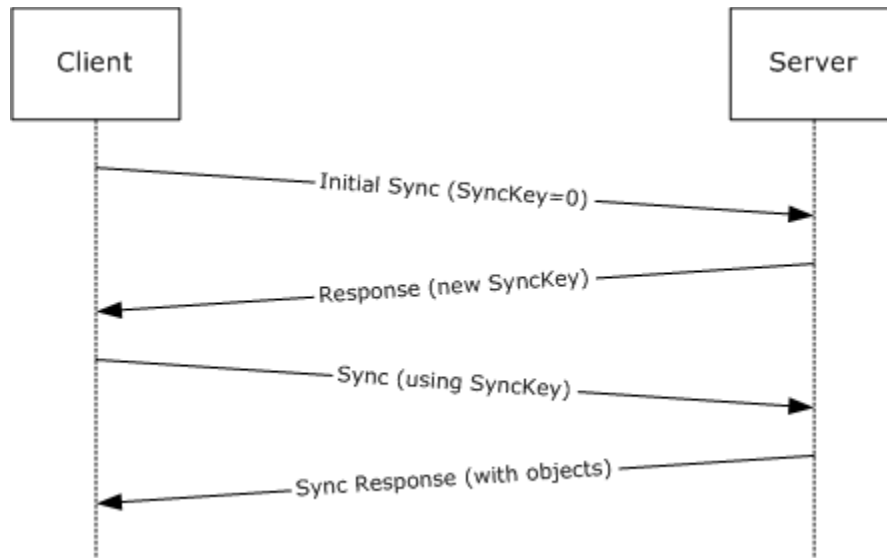 Client
Server
Initial Sync (SyncKey=0)
Response (new SyncKey)
Sync (using SyncKey)
Sync Response (with objects)